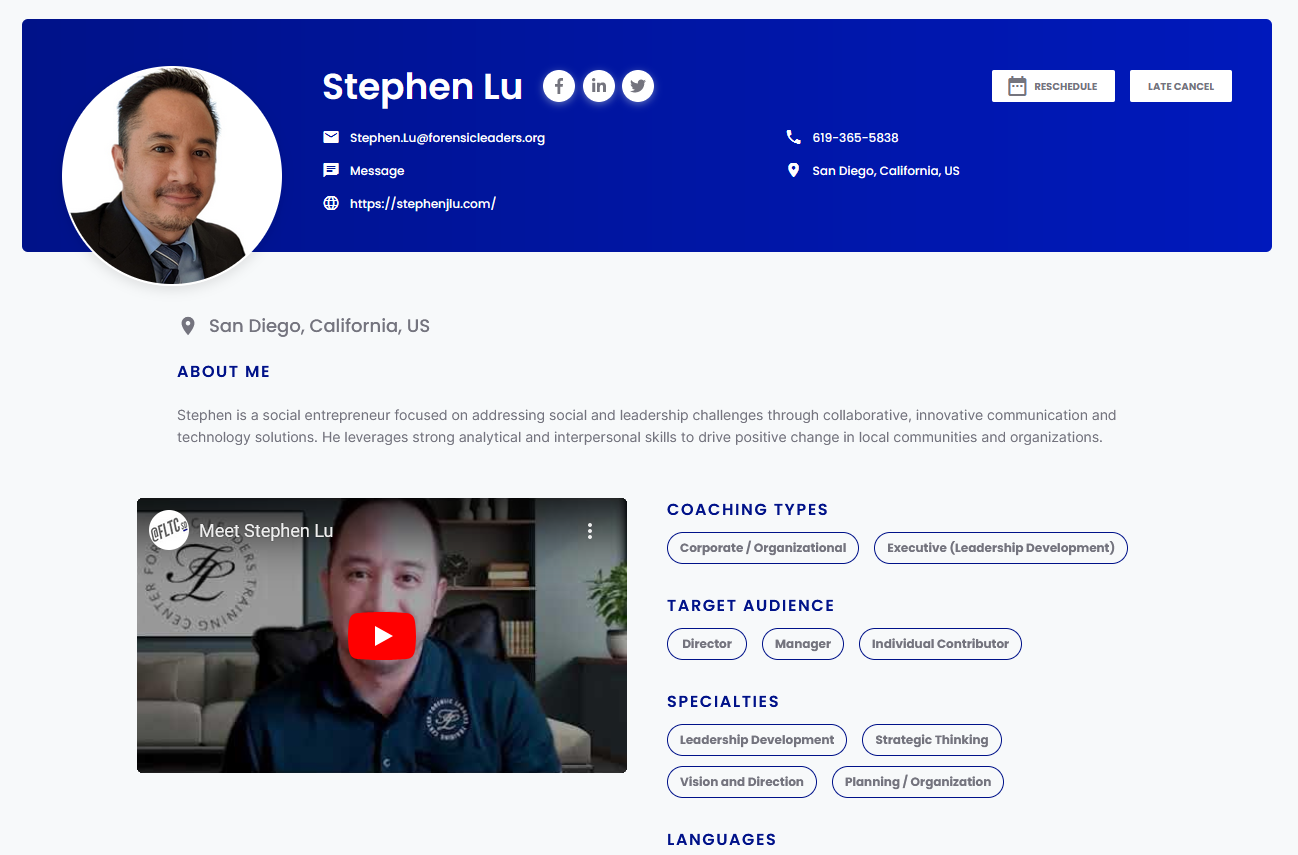 Stephen Lu
RESCHEDULE
LATE CANCEL
Stephen.Lu@forensicleaders.org
619-365-5838
Message
San Diego, California, US
https://stephenjlu.com/
San Diego, California, US
ABOUT ME
Stephen is a social entrepreneur focused on addressing social and leadership challenges through collaborative, innovative communication and
technology solutions. He leverages strong analytical and interpersonal skills to drive positive change in local communities and organizations.
@FLTC
Meet Stephen Lu
TRAINING CENTER
COACHING TYPES
Corporate / Organizational
Executive (Leadership Development)
TARGET AUDIENCE
Director
Manager
Individual Contributor
SPECIALTIES
Leadership Development
Strategic Thinking
Vision and Direction
Planning / Organization
LANGUAGES